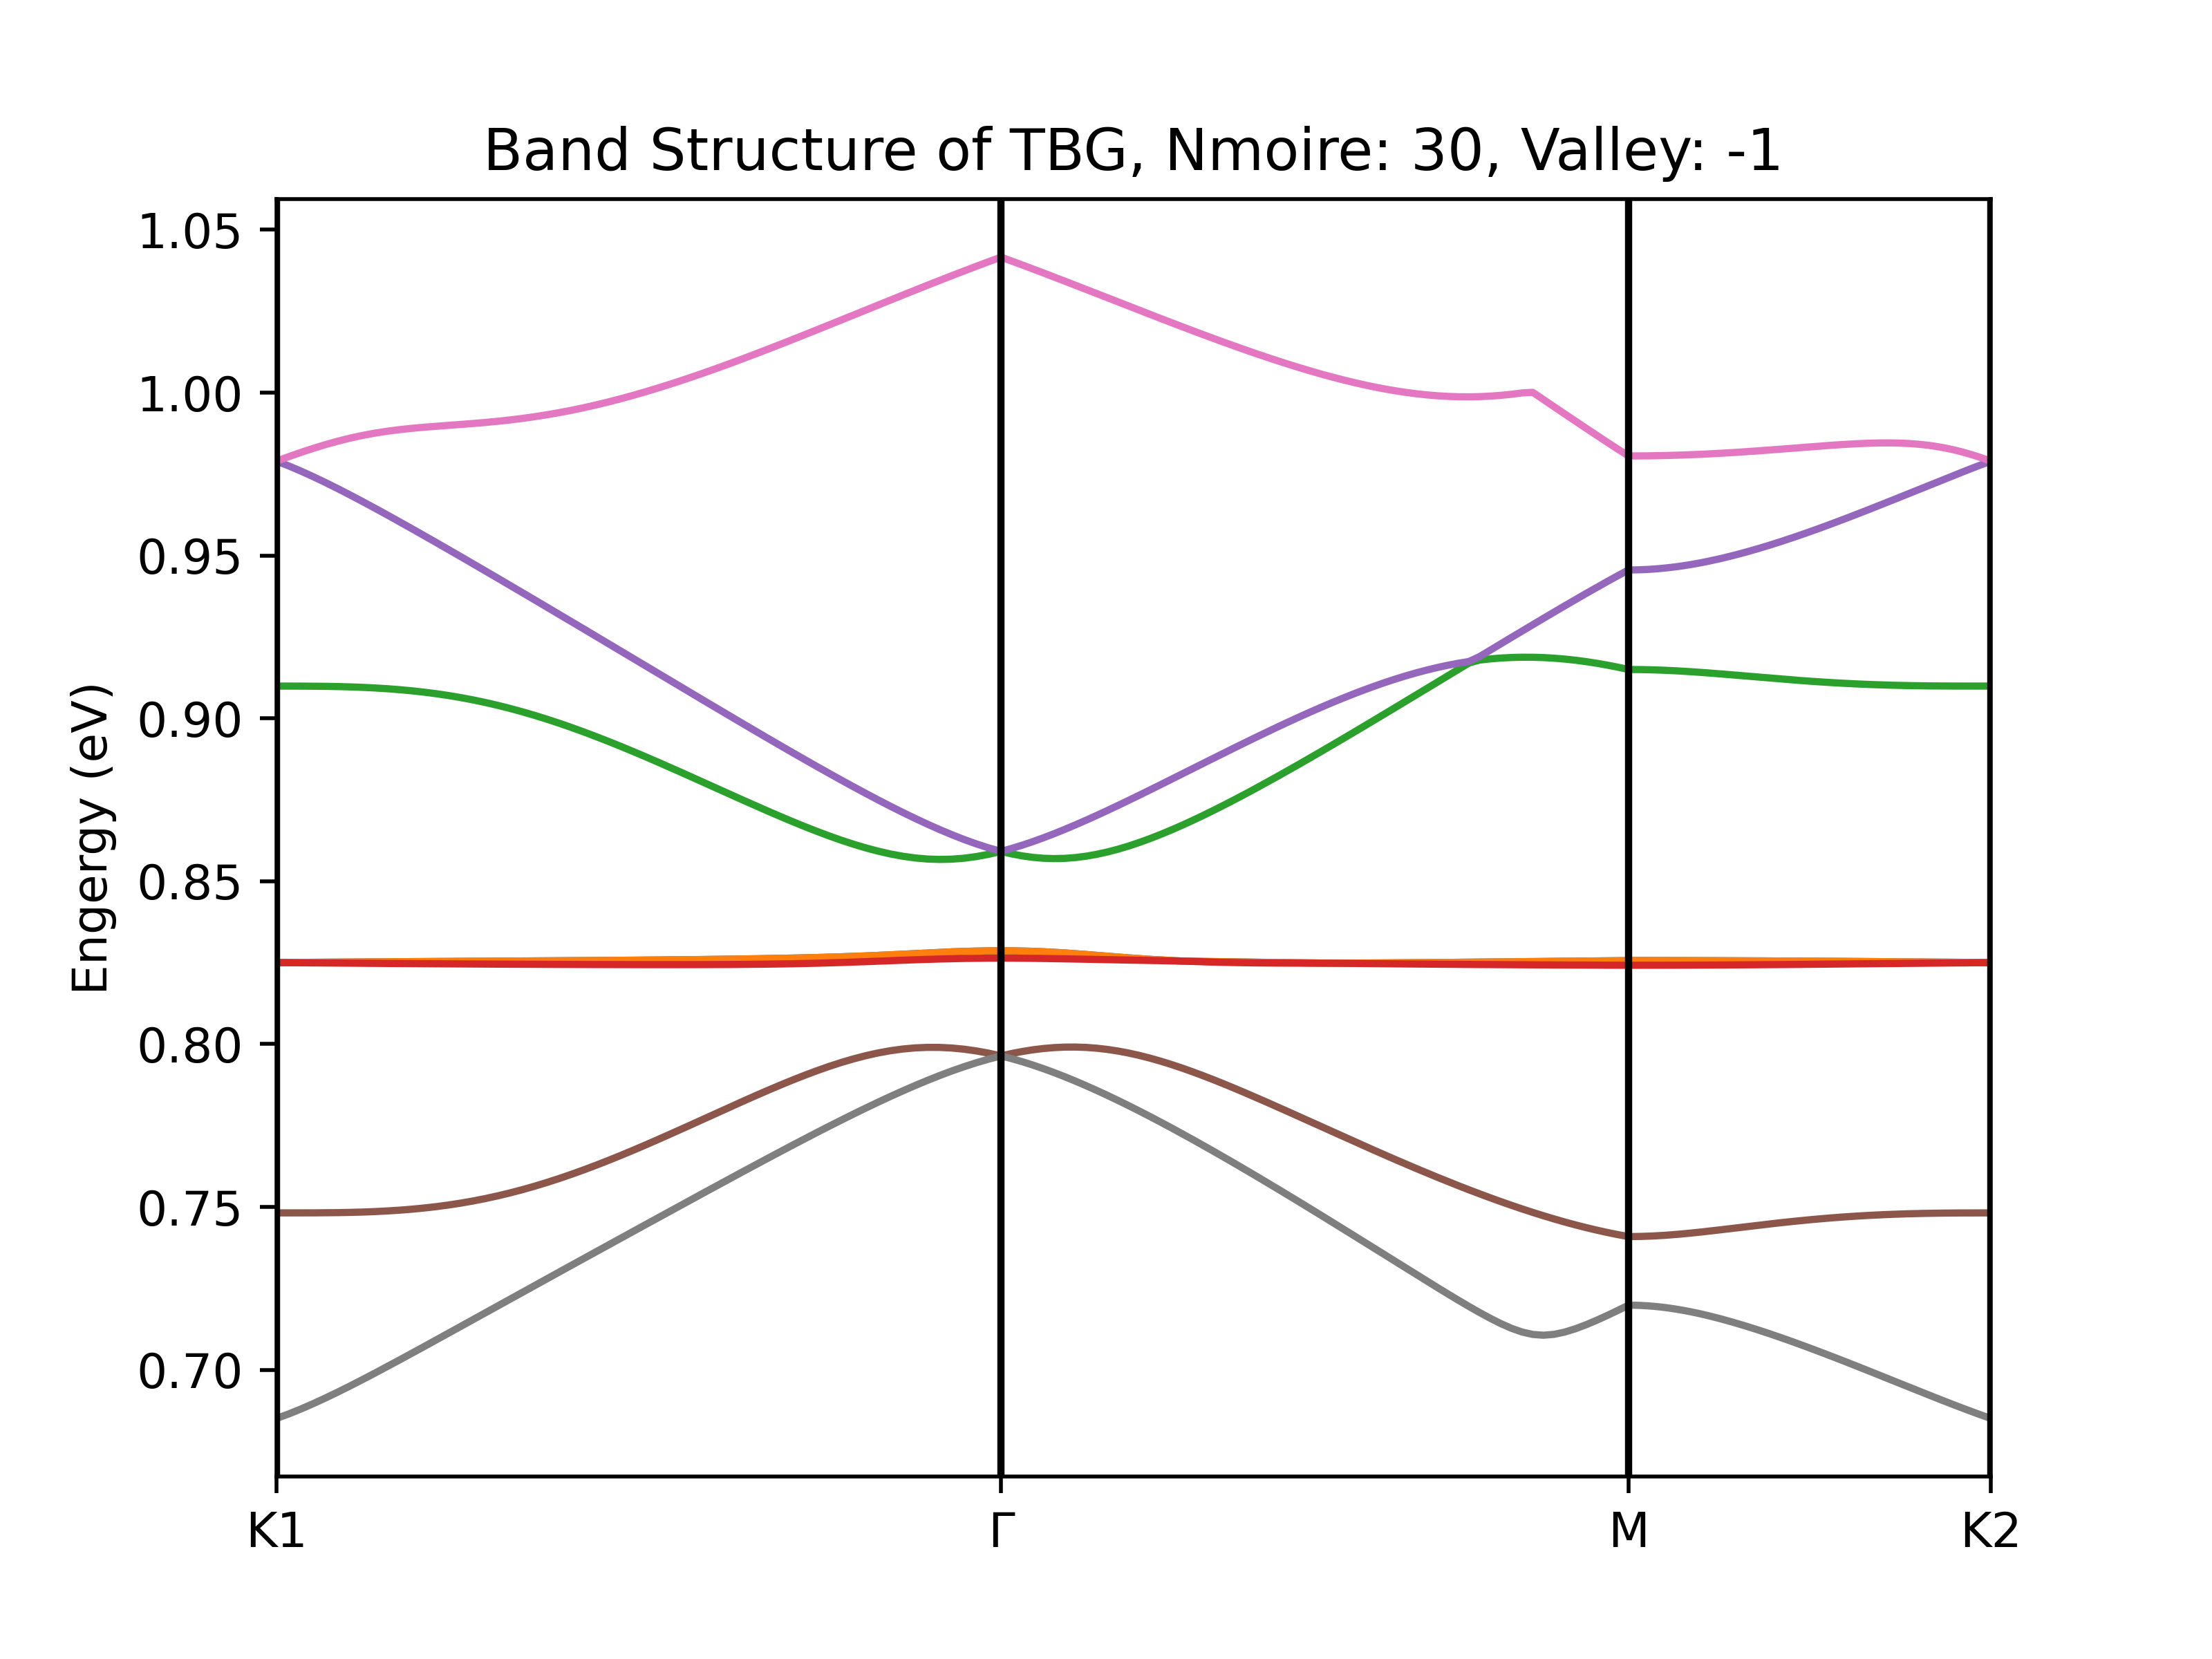 Band Structure of TBG, Nmoire: 30, Valley: -1
1.05
1.00
0.95
0.90
0.85
0.80
0.75
0.70
Engergy (eV)
K1 Γ M K2